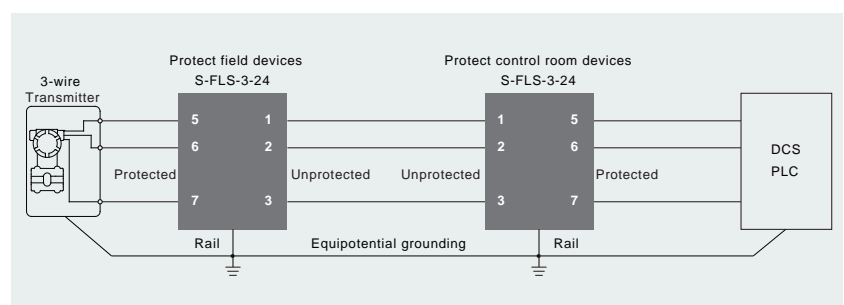 Protect field devices
S-FLS-3-24
Protect control room devices
S-FLS-3-24
3-wire
Transmitter
5 1
6 2
7 3
1 5
2 6
3 7
Protected
Unprotected
Unprotected
Protected
DCS
PLC
Rail
Equipotential grounding
Rail